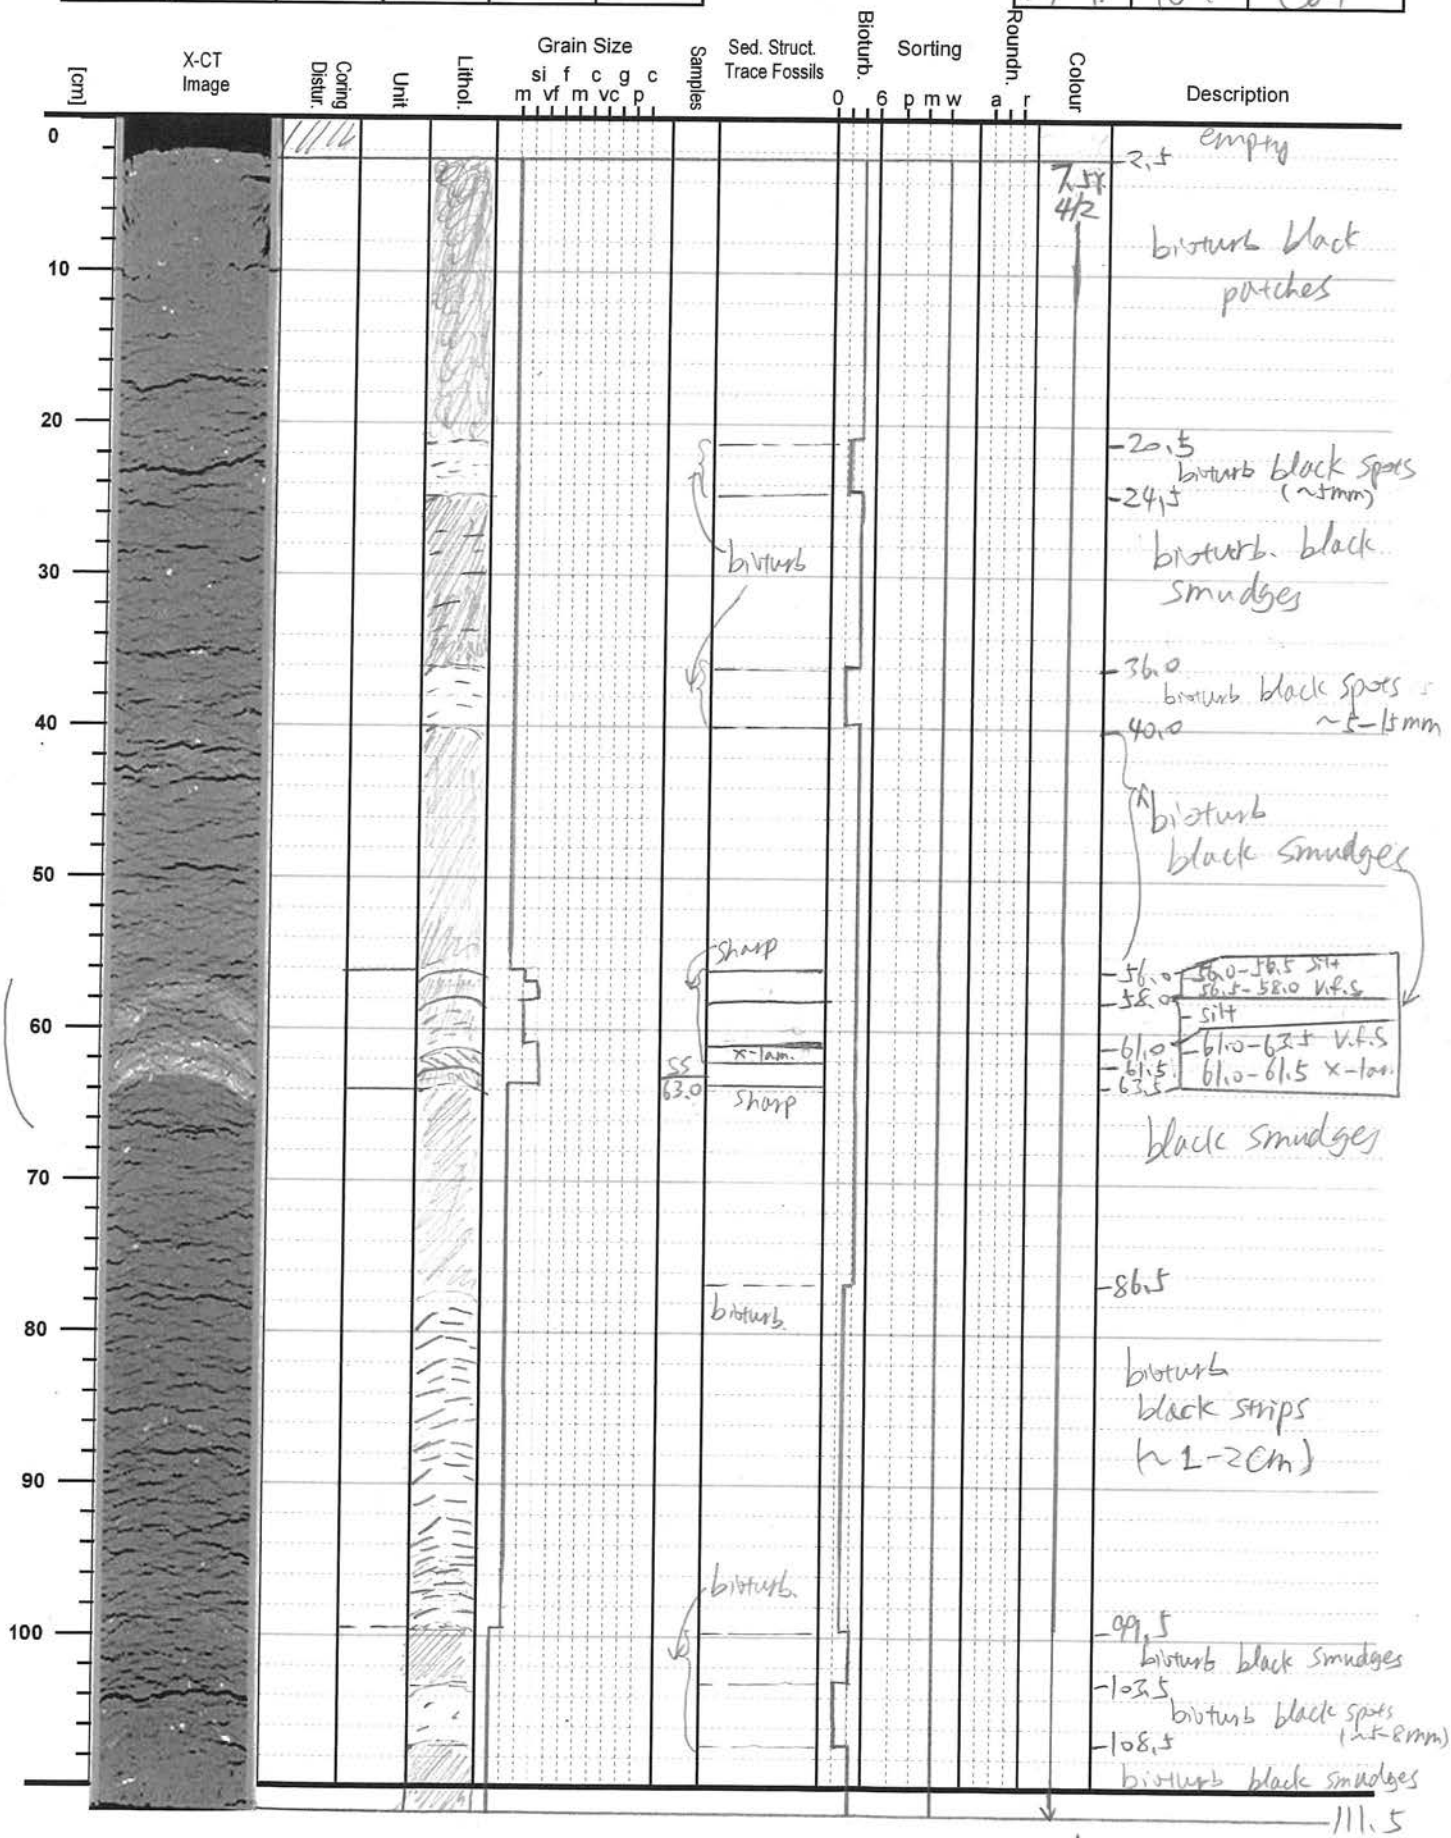 [cm]
X-CT
Image
Coring
Distur.
Unit
Lithol.
Grain Size
si f c g c
m vf m vc p
Samples
Sed. Struct.
Trace Fossils
Bioturb.
0 6
Sorting
p m w
Roundn.
a r
Colour
Description
0
empty
-2,5
7,5Y
4/2
bioturb black
patches
10
20
-20,5
bioturb black spots
(~5mm)
-24,5
bioturb
bioturb. black
smudges
30
-36.0
bioturb black spots
~5-15mm
40
-40.0
bioturb
black smudges
50
sharp
-56.0
56.0-56.5 silt
56.5-58.0 V.f.s
-58.0
- silt
60
-61.0
-61.0-63.5 V.f.S
x-lam.
-61.5
61.0-61.5 x-lam.
-63.5
SS
63.0
sharp
black smudges
70
-86.5
bioturb.
80
bioturb
black strips
(~1-2cm)
90
bioturb.
100
-99,5
bioturb black smudges
-103.5
bioturb black spots
(~5-8mm)
-108,5
bioturb black smudges
111.5